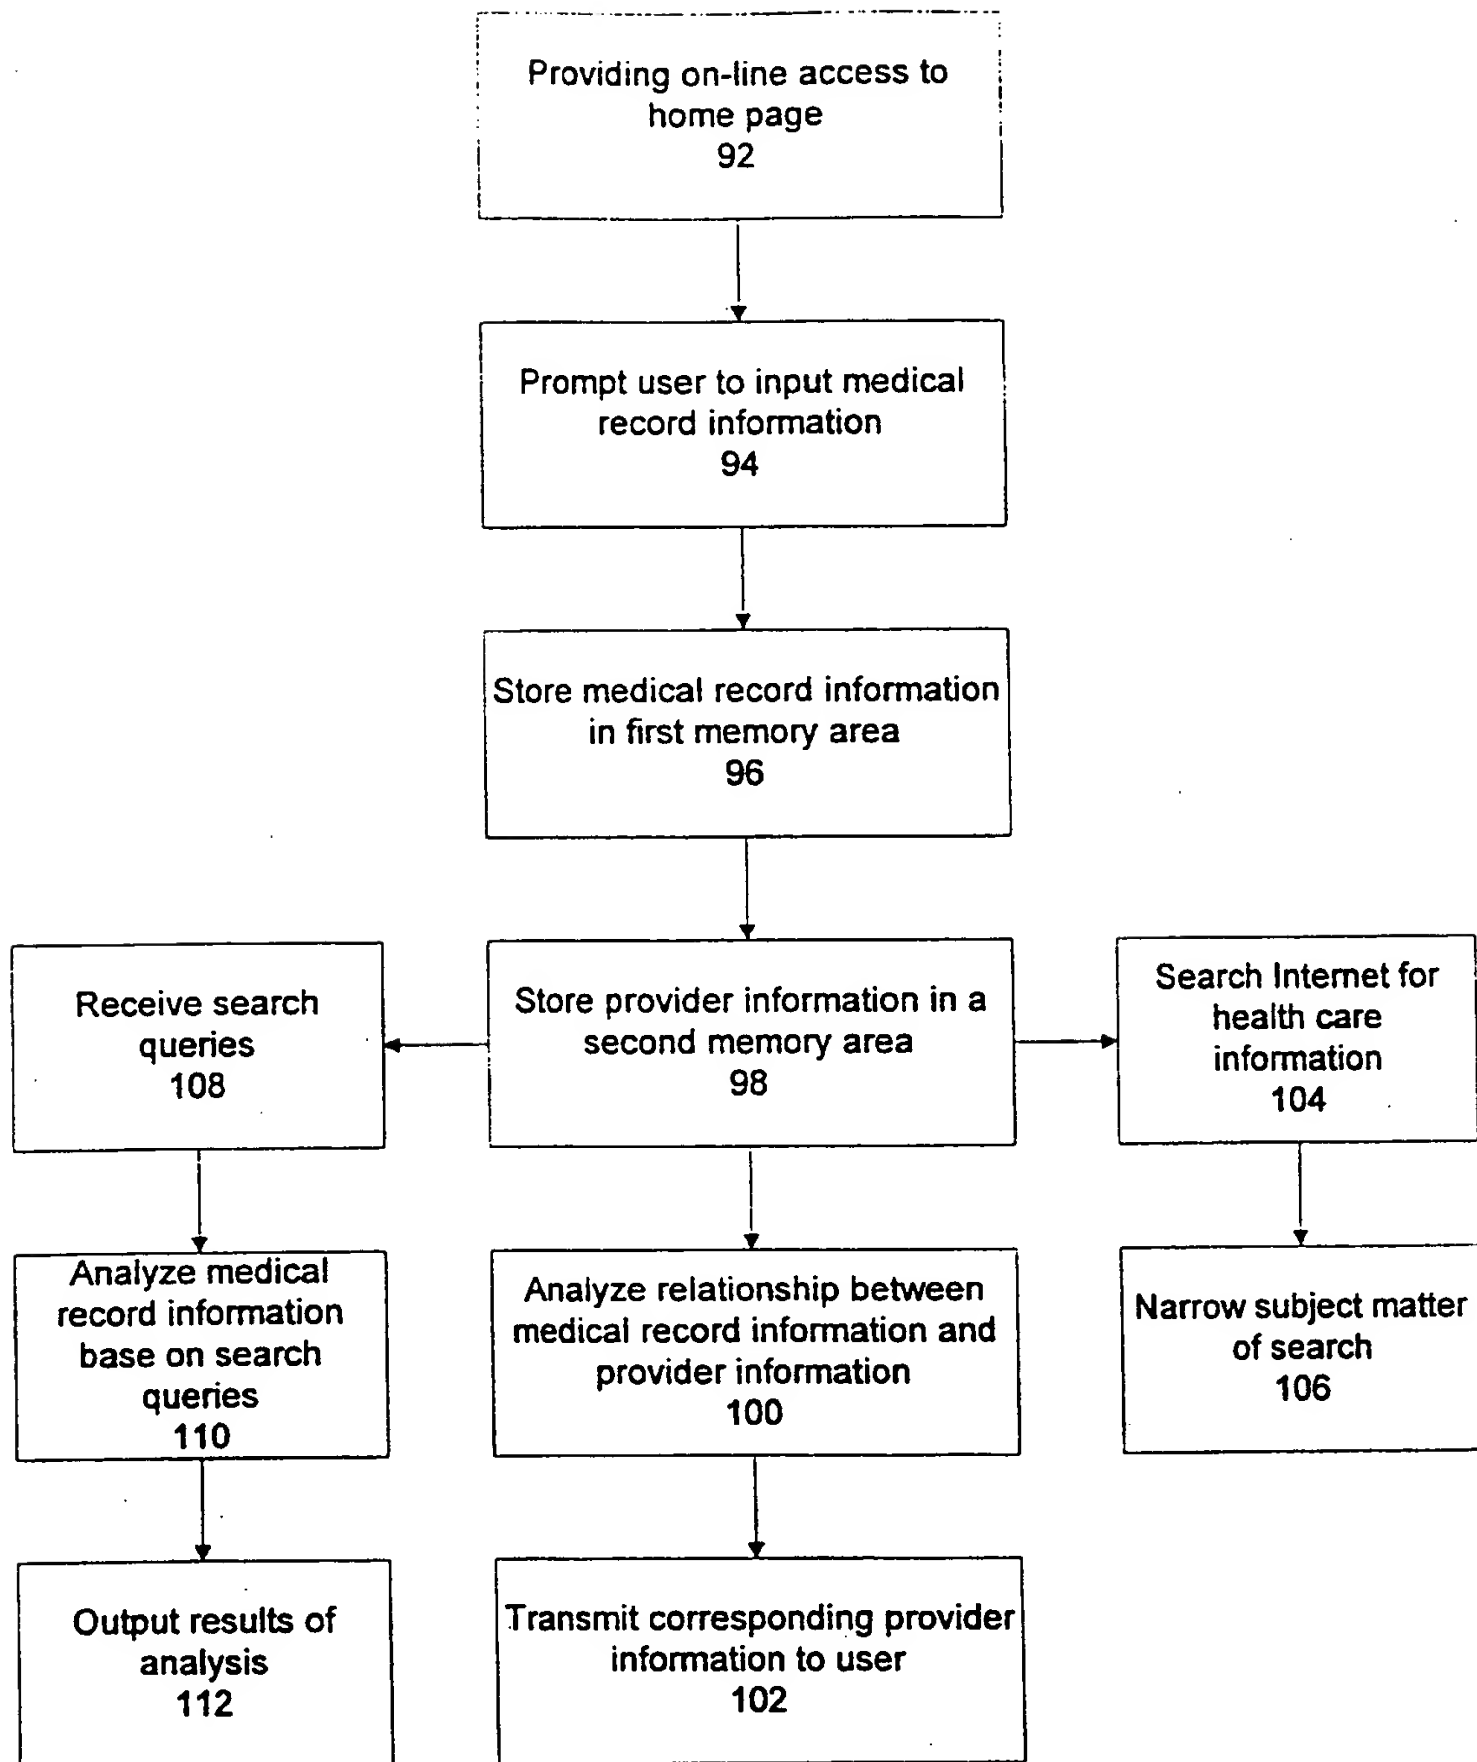 Providing on-line access to
home page
92
Prompt user to input medical
record information
94
Store medical record information
in first memory area
96
Receive search
queries
108
Store provider information in a
second memory area
98
Search Internet for
health care
information
104
Analyze medical
record information
base on search
queries
110
Analyze relationship between
medical record information and
provider information
100
Narrow subject matter
of search
106
Output results of
analysis
112
Transmit corresponding provider
information to user
102